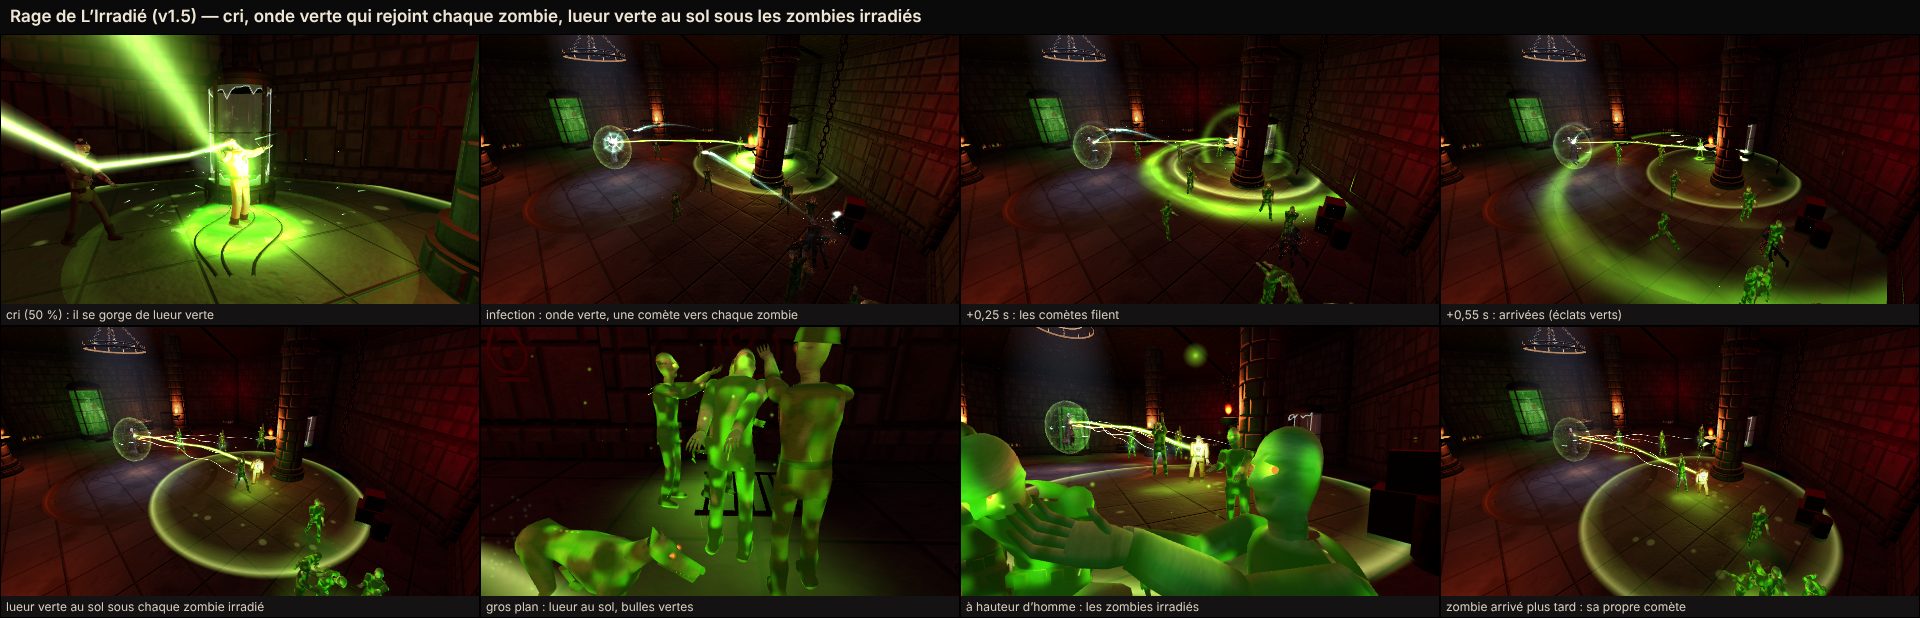 Rage de L’Irradié (v1.5) — cri, onde verte qui rejoint chaque zombie, lueur verte au sol sous les zombies irradiés
cri (50 %) : il se gorge de lueur verte
infection : onde verte, une comète vers chaque zombie
+0,25 s : les comètes filent
+0,55 s : arrivées (éclats verts)
lueur verte au sol sous chaque zombie irradié
gros plan : lueur au sol, bulles vertes
à hauteur d’homme : les zombies irradiés
zombie arrivé plus tard : sa propre comète